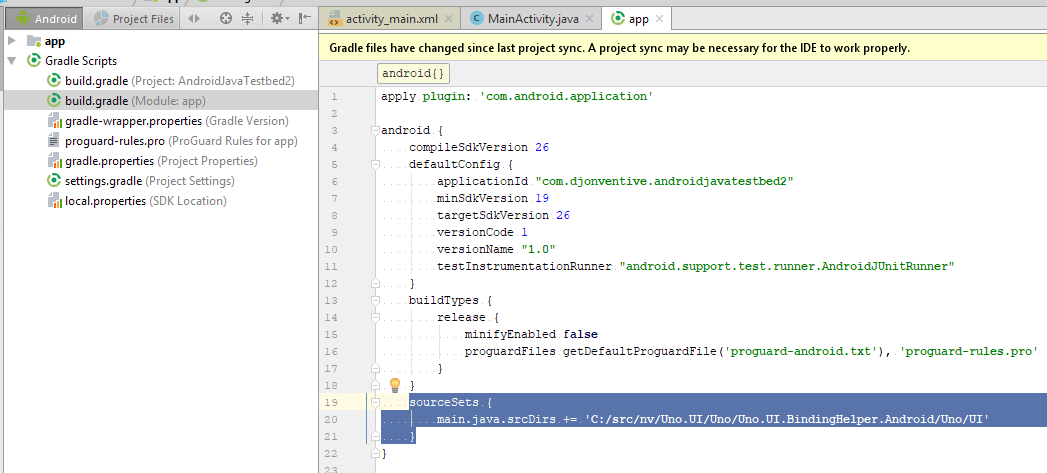 Android
Project Files
app
Gradle Scripts
build.gradle (Project: AndroidJavaTestbed2)
build.gradle (Module: app)
gradle-wrapper.properties (Gradle Version)
proguard-rules.pro (ProGuard Rules for app)
gradle.properties (Project Properties)
settings.gradle (Project Settings)
local.properties (SDK Location)
activity_main.xml
MainActivity.java
app
Gradle files have changed since last project sync. A project sync may be necessary for the IDE to work properly.
android{}
1 apply plugin: 'com.android.application'
2
3 android {
4 compileSdkVersion 26
5 defaultConfig {
6 applicationId "com.djonventive.androidjavatestbed2"
7 minSdkVersion 19
8 targetSdkVersion 26
9 versionCode 1
10 versionName "1.0"
11 testInstrumentationRunner "android.support.test.runner.AndroidJUnitRunner"
12 }
13 buildTypes {
14 release {
15 minifyEnabled false
16 proguardFiles getDefaultProguardFile('proguard-android.txt'), 'proguard-rules.pro'
17 }
18 }
19 sourceSets {
20 main.java.srcDirs += 'C:/src/nv/Uno.UI/Uno/Uno.UI.BindingHelper.Android/Uno/UI'
21 }
22 }
23